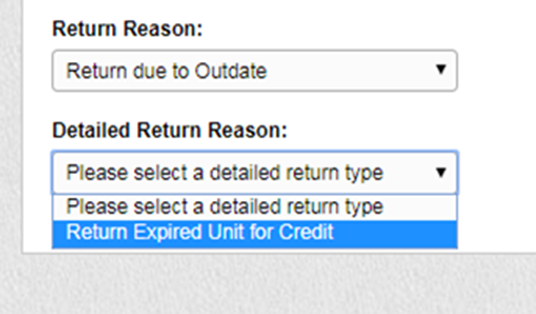 Return Reason:
Return due to Outdate
Detailed Return Reason:
Please select a detailed return type
Please select a detailed return type
Return Expired Unit for Credit